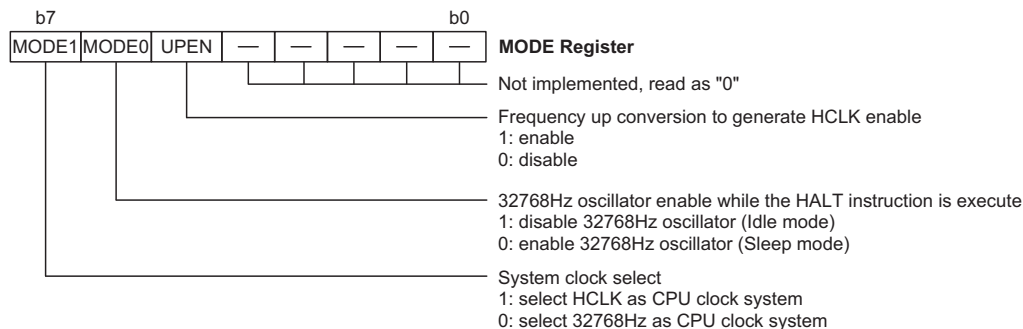 b7 b0
MODE1 MODE0 UPEN — — — — — MODE Register
Not implemented, read as "0"
Frequency up conversion to generate HCLK enable
1: enable
0: disable
32768Hz oscillator enable while the HALT instruction is execute
1: disable 32768Hz oscillator (Idle mode)
0: enable 32768Hz oscillator (Sleep mode)
System clock select
1: select HCLK as CPU clock system
0: select 32768Hz as CPU clock system